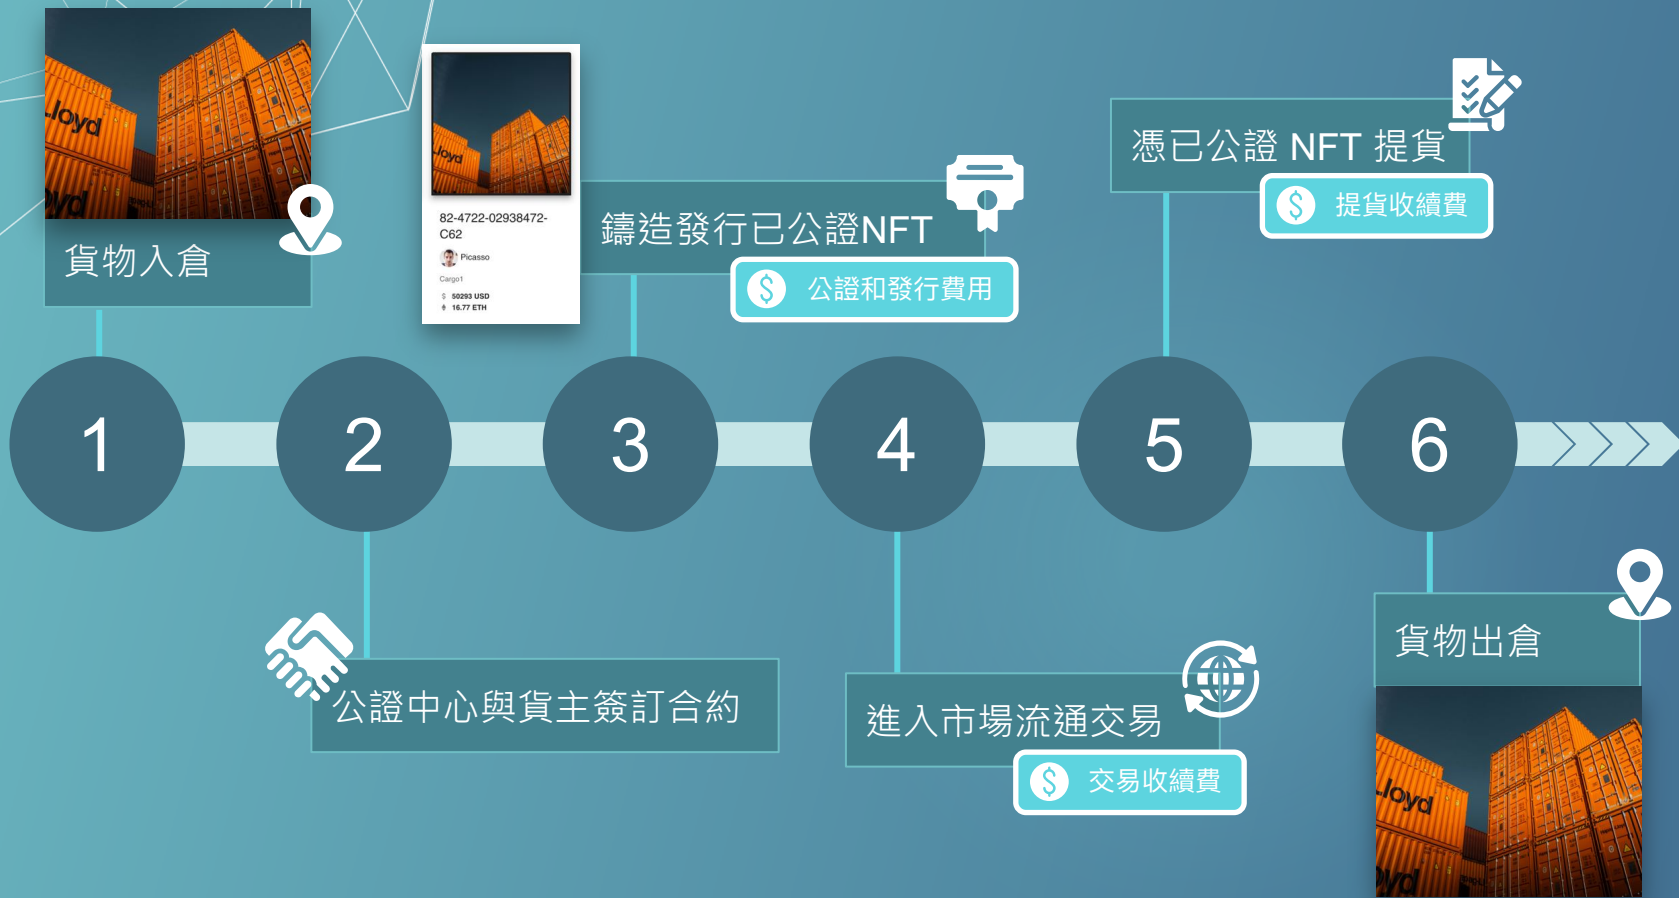 Lloyd
貨物入倉
Lloyd
82-4722-02938472-
C62
Picasso
Cargo1
$ 50293 USD
16.77 ETH
鑄造發行已公證NFT
$ 公證和發行費用
憑已公證 NFT 提貨
$ 提貨收續費
1
2
3
4
5
6
公證中心與貨主簽訂合約
進入市場流通交易
$ 交易收續費
貨物出倉
Lloyd